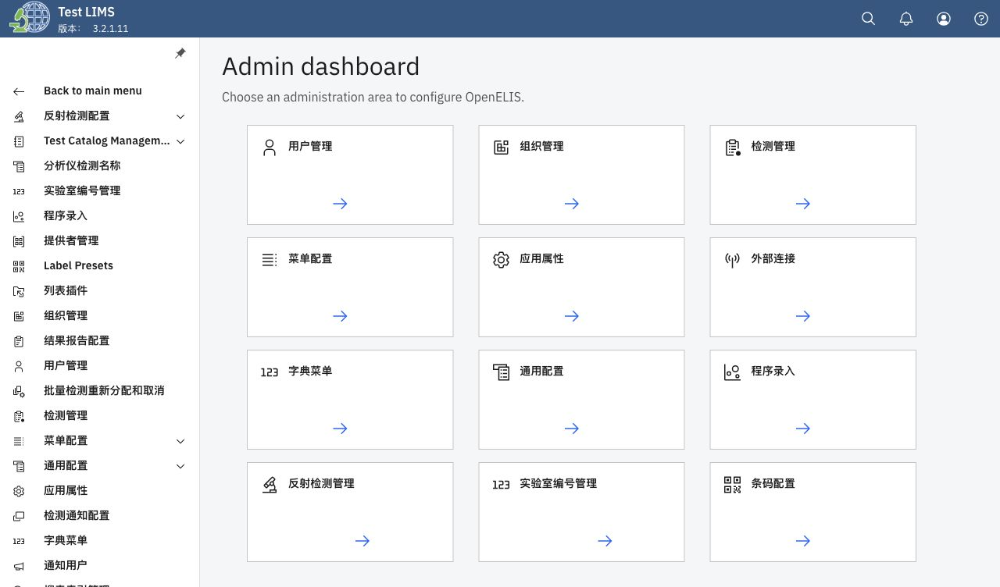 Test LIMS
版本： 3.2.1.11
Back to main menu
反射检测配置
Test Catalog Managem...
分析仪检测名称
实验室编号管理
程序录入
提供者管理
Label Presets
列表插件
组织管理
结果报告配置
用户管理
批量检测重新分配和取消
检测管理
菜单配置
通用配置
应用属性
检测通知配置
字典菜单
通知用户
Admin dashboard
Choose an administration area to configure OpenELIS.
用户管理
组织管理
检测管理
菜单配置
应用属性
外部连接
字典菜单
通用配置
程序录入
反射检测管理
实验室编号管理
条码配置